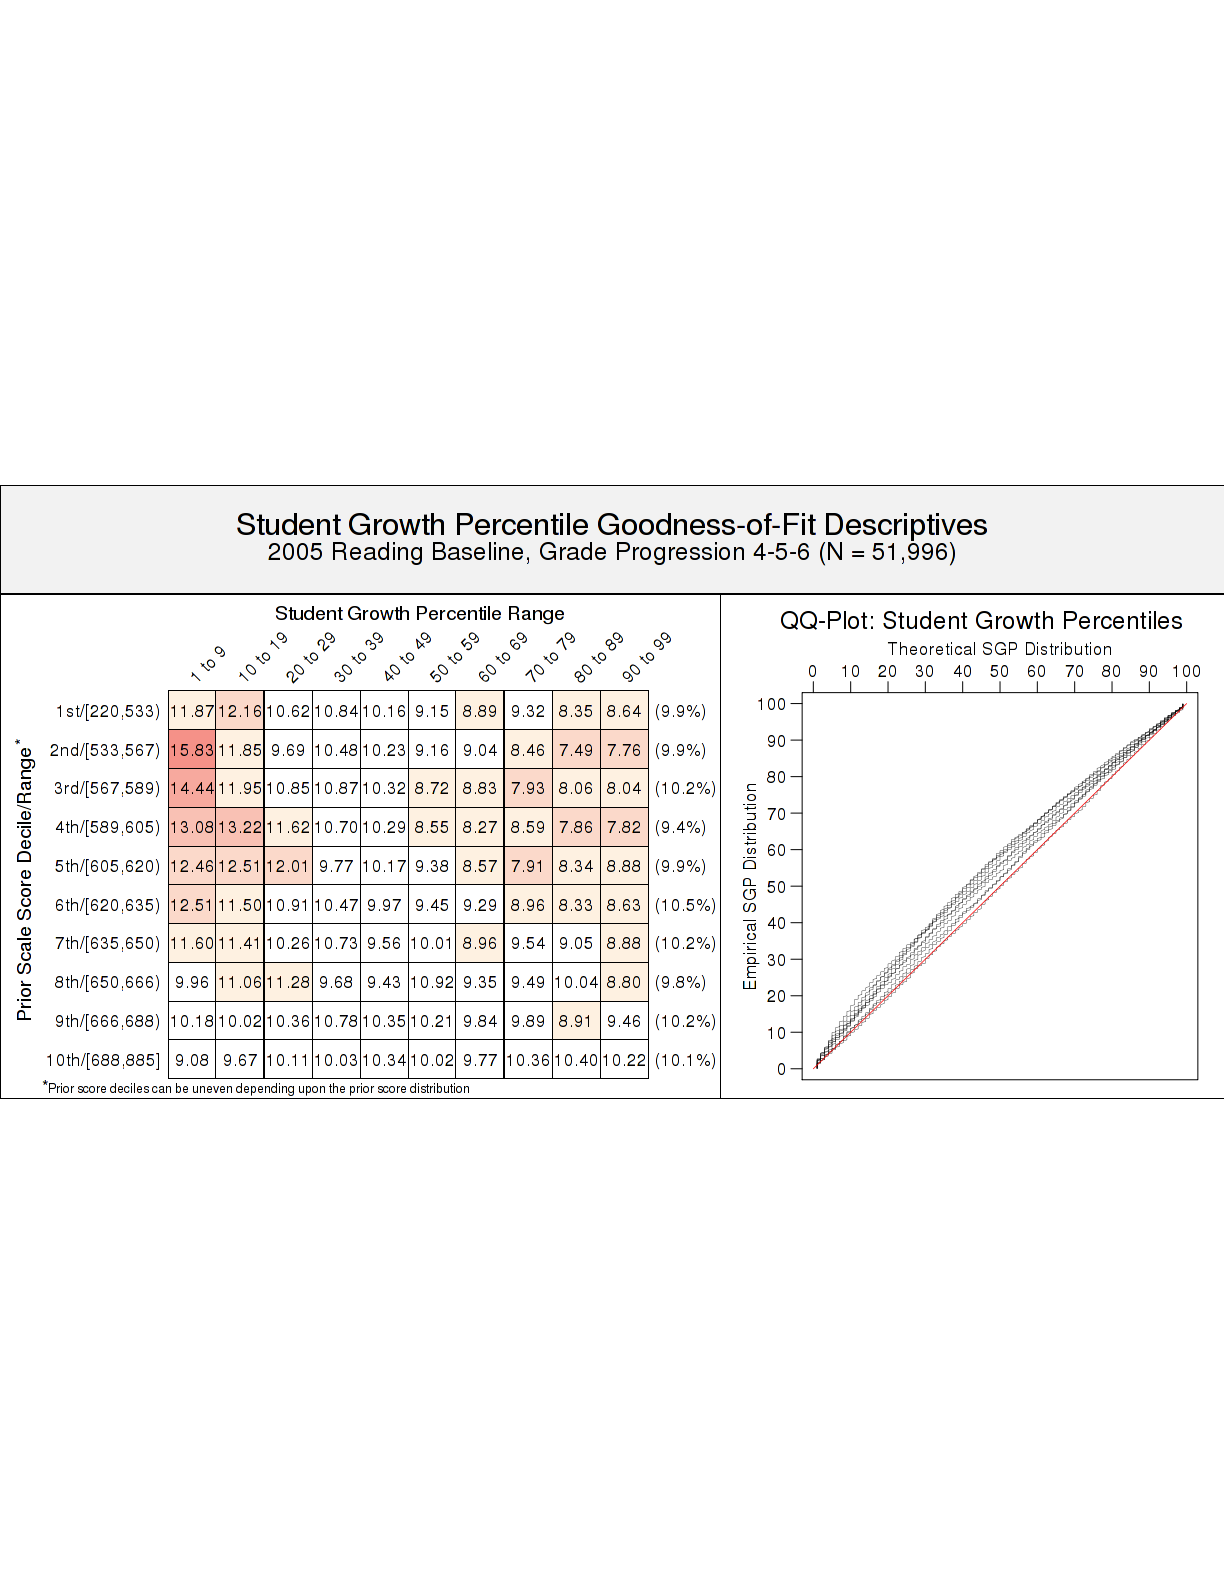 Student Growth Percentile Goodness-of-Fit Descriptives
2005 Reading Baseline, Grade Progression 4-5-6 (N = 51,996)
Student Growth Percentile Range
1 to 9 10 to 19 20 to 29 30 to 39 40 to 49 50 to 59 60 to 69 70 to 79 80 to 89 90 to 99
Prior Scale Score Decile/Range*
1st/[220,533) 11.87 12.16 10.62 10.84 10.16 9.15 8.89 9.32 8.35 8.64 (9.9%)
2nd/[533,567) 15.83 11.85 9.69 10.48 10.23 9.16 9.04 8.46 7.49 7.76 (9.9%)
3rd/[567,589) 14.44 11.95 10.85 10.87 10.32 8.72 8.83 7.93 8.06 8.04 (10.2%)
4th/[589,605) 13.08 13.22 11.62 10.70 10.29 8.55 8.27 8.59 7.86 7.82 (9.4%)
5th/[605,620) 12.46 12.51 12.01 9.77 10.17 9.38 8.57 7.91 8.34 8.88 (9.9%)
6th/[620,635) 12.51 11.50 10.91 10.47 9.97 9.45 9.29 8.96 8.33 8.63 (10.5%)
7th/[635,650) 11.60 11.41 10.26 10.73 9.56 10.01 8.96 9.54 9.05 8.88 (10.2%)
8th/[650,666) 9.96 11.06 11.28 9.68 9.43 10.92 9.35 9.49 10.04 8.80 (9.8%)
9th/[666,688) 10.18 10.02 10.36 10.78 10.35 10.21 9.84 9.89 8.91 9.46 (10.2%)
10th/[688,885] 9.08 9.67 10.11 10.03 10.34 10.02 9.77 10.36 10.40 10.22 (10.1%)
*Prior score deciles can be uneven depending upon the prior score distribution
QQ-Plot: Student Growth Percentiles
Theoretical SGP Distribution
0 10 20 30 40 50 60 70 80 90 100
Empirical SGP Distribution
100
90
80
70
60
50
40
30
20
10
0